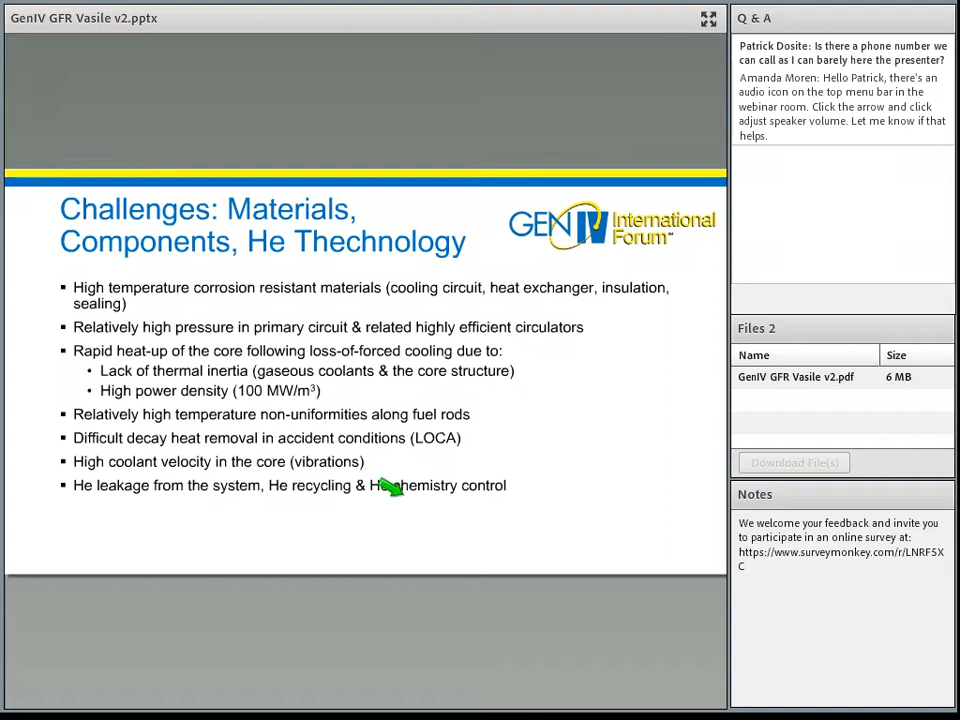 GenIV GFR Vasile v2.pptx
Challenges: Materials,
Components, He Thechnology
GENIV International
Forum™
▪ High temperature corrosion resistant materials (cooling circuit, heat exchanger, insulation,
sealing)
▪ Relatively high pressure in primary circuit & related highly efficient circulators
▪ Rapid heat-up of the core following loss-of-forced cooling due to:
• Lack of thermal inertia (gaseous coolants & the core structure)
• High power density (100 MW/m³)
▪ Relatively high temperature non-uniformities along fuel rods
▪ Difficult decay heat removal in accident conditions (LOCA)
▪ High coolant velocity in the core (vibrations)
▪ He leakage from the system, He recycling & He chemistry control
Q & A
Patrick Dosite: Is there a phone number we
can call as I can barely here the presenter?
Amanda Moren: Hello Patrick, there's an
audio icon on the top menu bar in the
webinar room. Click the arrow and click
adjust speaker volume. Let me know if that
helps.
Files 2
Name Size
GenIV GFR Vasile v2.pdf 6 MB
Download File(s)
Notes
We welcome your feedback and invite you
to participate in an online survey at:
https://www.surveymonkey.com/r/LNRF5X
C